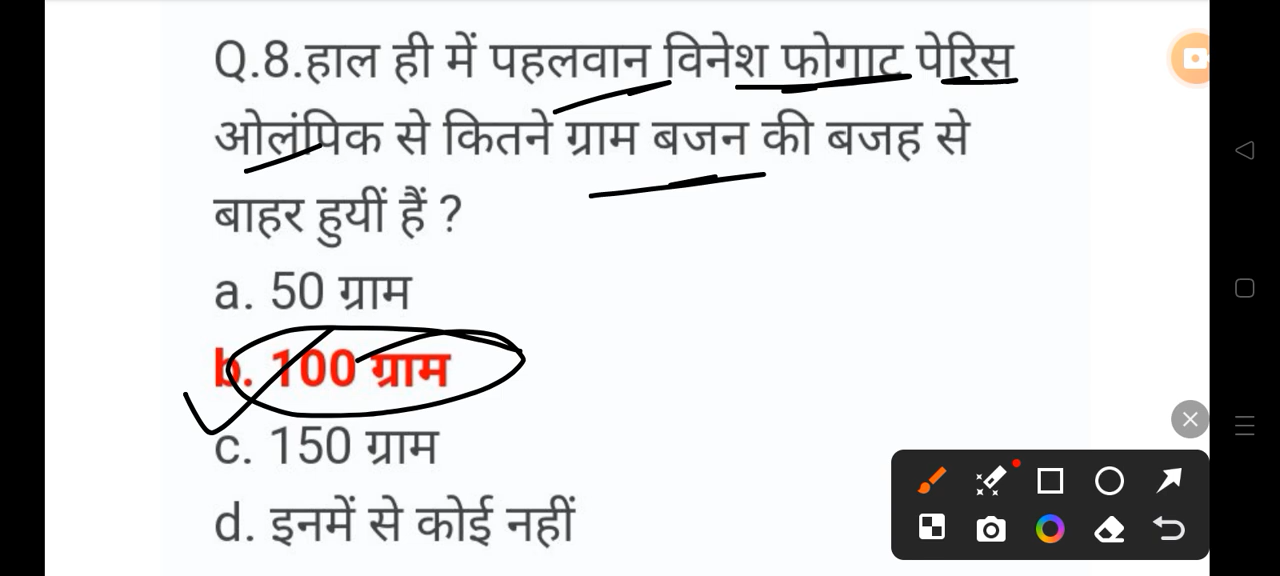 Q.8.हाल ही में पहलवान विनेश फोगाट पेरिस
ओलंपिक से कितने ग्राम बजन की बजह से
बाहर हुयीं हैं ?
a. 50 ग्राम
b. 100 ग्राम
c. 150 ग्राम
d. इनमें से कोई नहीं